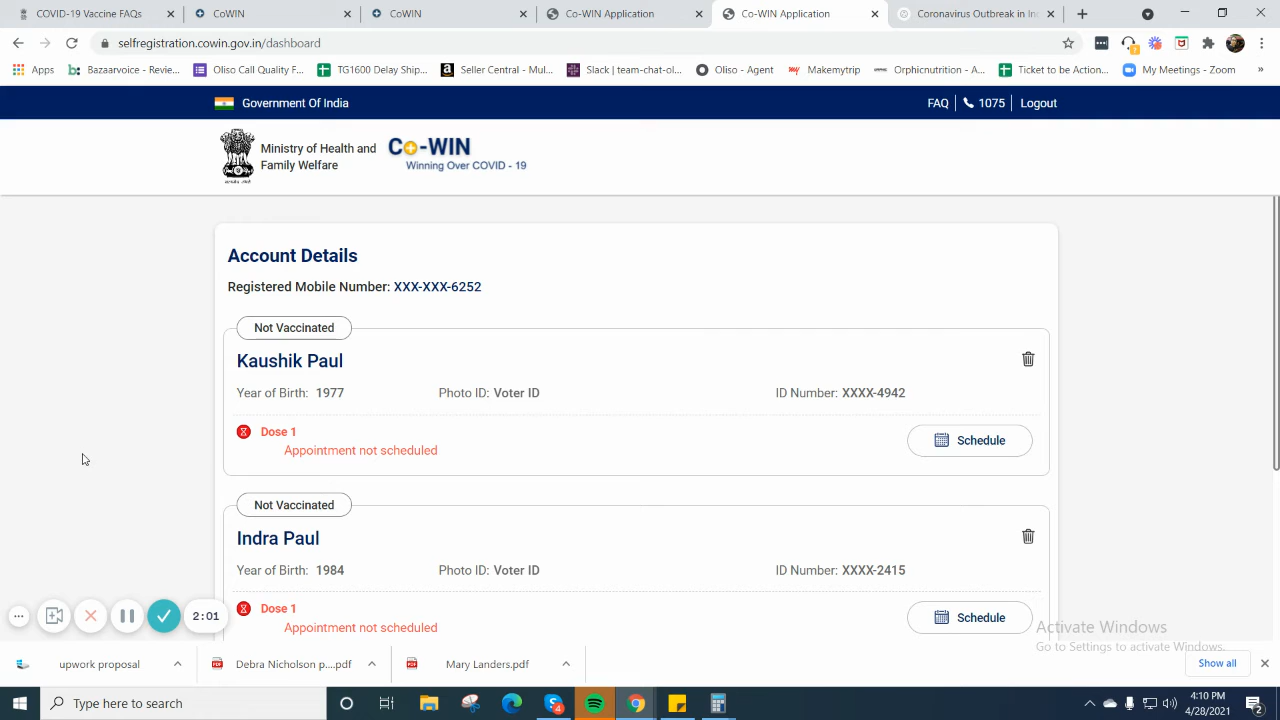 COVID-19 Vaccine FAQs
CoWIN
CoWIN
Co-WIN Application
Co-WIN Application
Coronavirus Outbreak in In
selfregistration.cowin.gov.in/dashboard
Apps
Bazaarvoice - Revie...
Oliso Call Quality F...
TG1600 Delay Ship...
Seller Central - Mul...
Slack | team-chat-ol...
Oliso - Agent
Makemytrip
Orphicnutrition - A...
Ticket to be Action...
My Meetings - Zoom
»
Government Of India
FAQ
1075
Logout
Ministry of Health and
Family Welfare
Co-WIN
Winning Over COVID - 19
Account Details
Registered Mobile Number: XXX-XXX-6252
Not Vaccinated
Kaushik Paul
Year of Birth: 1977 Photo ID: Voter ID ID Number: XXXX-4942
Dose 1
Appointment not scheduled
Schedule
Not Vaccinated
Indra Paul
Year of Birth: 1984 Photo ID: Voter ID ID Number: XXXX-2415
Dose 1
Appointment not scheduled
Schedule
2:01
Activate Windows
Go to Settings to activate Windows.
upwork proposal
Debra Nicholson p....pdf
Mary Landers.pdf
Show all
Type here to search
4:10 PM
4/28/2021